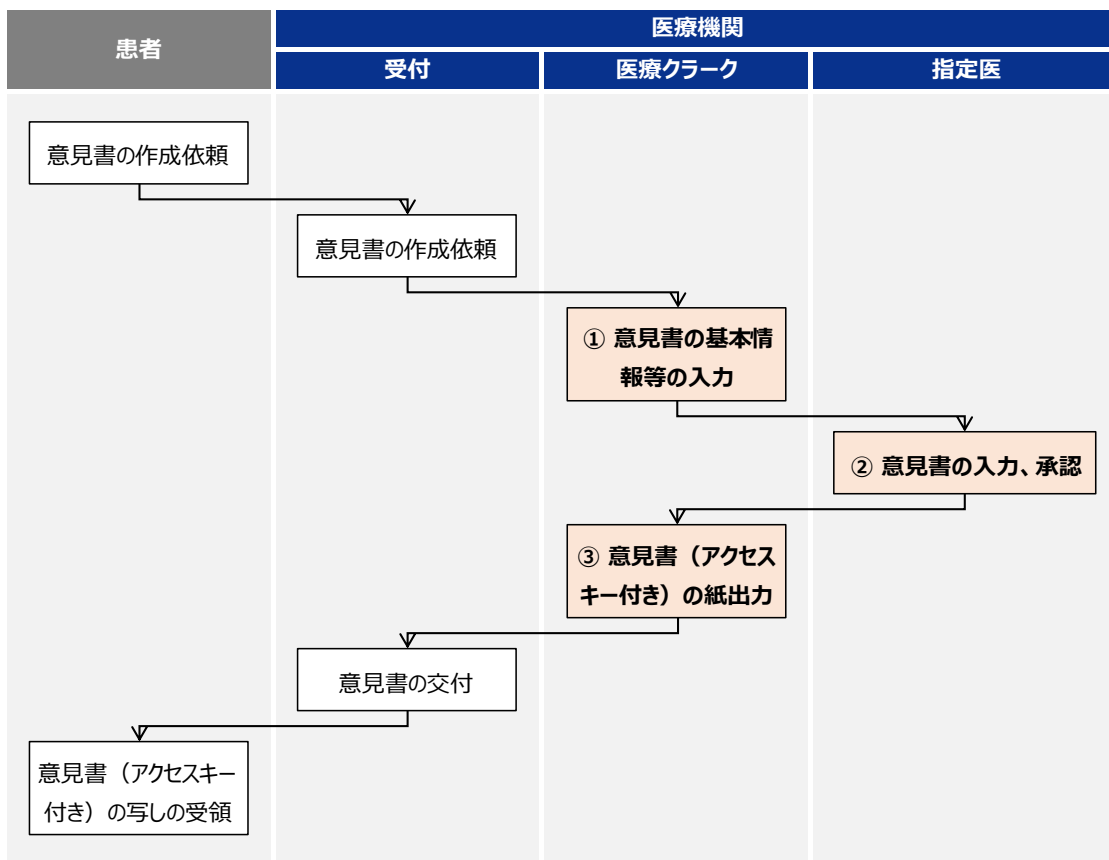 患者
医療機関
受付
医療クラーク
指定医
意見書の作成依頼
意見書の作成依頼
① 意見書の基本情
報等の入力
② 意見書の入力、承認
③ 意見書（アクセス
キー付き）の紙出力
意見書の交付
意見書（アクセスキー
付き）の写しの受領